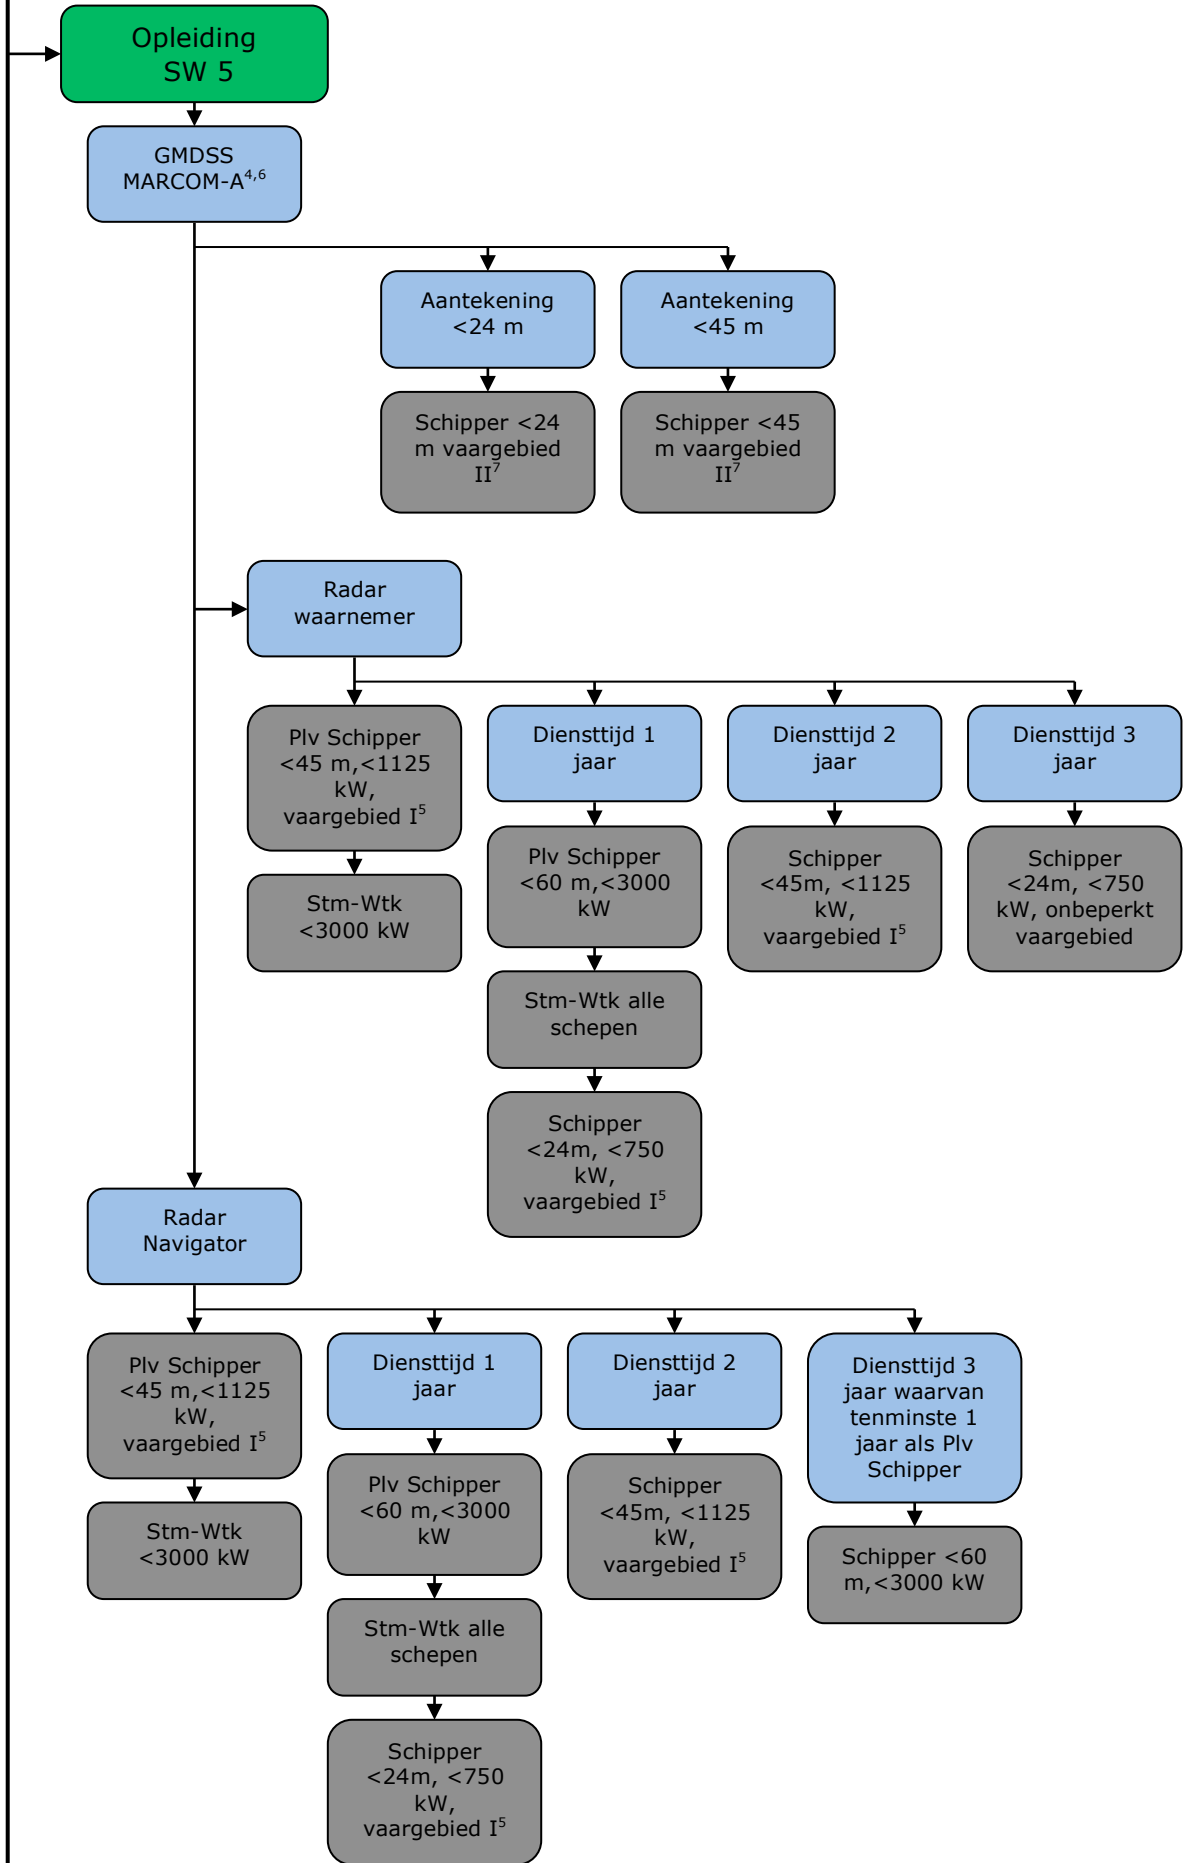 Opleiding
SW 5
GMDSS
MARCOM-A⁴,⁶
Aantekening
<24 m
Aantekening
<45 m
Schipper <24
m vaargebied
II⁷
Schipper <45
m vaargebied
II⁷
Radar
waarnemer
Plv Schipper
<45 m,<1125
kW,
vaargebied I⁵
Stm-Wtk
<3000 kW
Diensttijd 1
jaar
Plv Schipper
<60 m,<3000
kW
Stm-Wtk alle
schepen
Schipper
<24m, <750
kW,
vaargebied I⁵
Diensttijd 2
jaar
Schipper
<45m, <1125
kW,
vaargebied I⁵
Diensttijd 3
jaar
Schipper
<24m, <750
kW, onbeperkt
vaargebied
Radar
Navigator
Plv Schipper
<45 m,<1125
kW,
vaargebied I⁵
Stm-Wtk
<3000 kW
Diensttijd 1
jaar
Plv Schipper
<60 m,<3000
kW
Stm-Wtk alle
schepen
Schipper
<24m, <750
kW,
vaargebied I⁵
Diensttijd 2
jaar
Schipper
<45m, <1125
kW,
vaargebied I⁵
Diensttijd 3
jaar waarvan
tenminste 1
jaar als Plv
Schipper
Schipper <60
m,<3000 kW